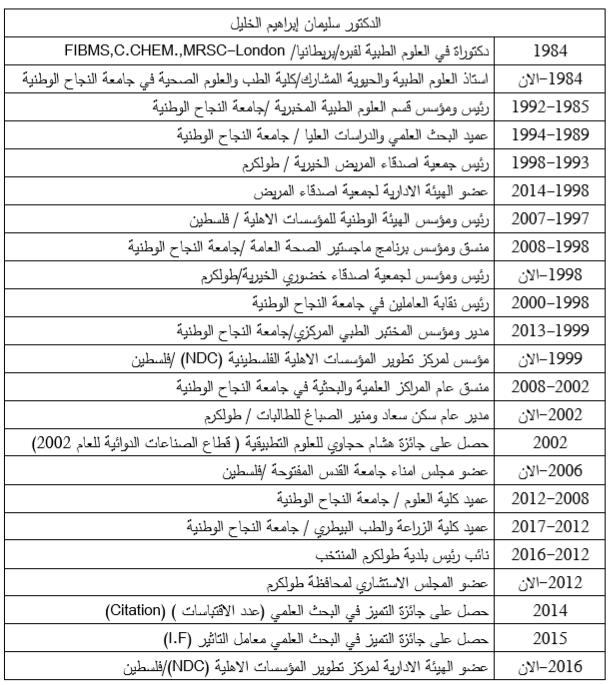 الدكتور سليمان إبراهيم الخليل
1984 دكتوراة في العلوم الطبية لفبره/بريطانيا/ FIBMS,C.CHEM.,MRSC-London
1984-الان استاذ العلوم الطبية والحيوية المشارك/كلية الطب والعلوم الصحية في جامعة النجاح الوطنية
1992-1985 رئيس ومؤسس قسم العلوم الطبية المخبرية /جامعة النجاح الوطنية
1994-1989 عميد البحث العلمي والدراسات العليا / جامعة النجاح الوطنية
1998-1993 رئيس جمعية اصدقاء المريض الخيرية / طولكرم
2014-1998 عضو الهيئة الادارية لجمعية اصدقاء المريض
2007-1997 رئيس ومؤسس الهيئة الوطنية للمؤسسات الاهلية / فلسطين
2008-1998 منسق ومؤسس برنامج ماجستير الصحة العامة /جامعة النجاح الوطنية
1998-الان رئيس ومؤسس لجمعية اصدقاء خضوري الخيرية/طولكرم
2000-1998 رئيس نقابة العاملين في جامعة النجاح الوطنية
2013-1999 مدير ومؤسس المختبر الطبي المركزي/جامعة النجاح الوطنية
1999-الان مؤسس لمركز تطوير المؤسسات الاهلية الفلسطينية (NDC) /فلسطين
2008-2002 منسق عام المراكز العلمية والبحثية في جامعة النجاح الوطنية
2002-الان مدير عام سكن سعاد ومنير الصباغ للطالبات / طولكرم
2002 حصل على جائزة هشام حجاوي للعلوم التطبيقية ( قطاع الصناعات الدوائية للعام 2002)
2006-الان عضو مجلس امناء جامعة القدس المفتوحة /فلسطين
2012-2008 عميد كلية العلوم / جامعة النجاح الوطنية
2017-2012 عميد كلية الزراعة والطب البيطري / جامعة النجاح الوطنية
2016-2012 نائب رئيس بلدية طولكرم المنتخب
2012-الان عضو المجلس الاستشاري لمحافظة طولكرم
2014 حصل على جائزة التميز في البحث العلمي (عدد الاقتباسات ) (Citation)
2015 حصل على جائزة التميز في البحث العلمي معامل التاثير (I.F)
2016-الان عضو الهيئة الادارية لمركز تطوير المؤسسات الاهلية (NDC)/فلسطين